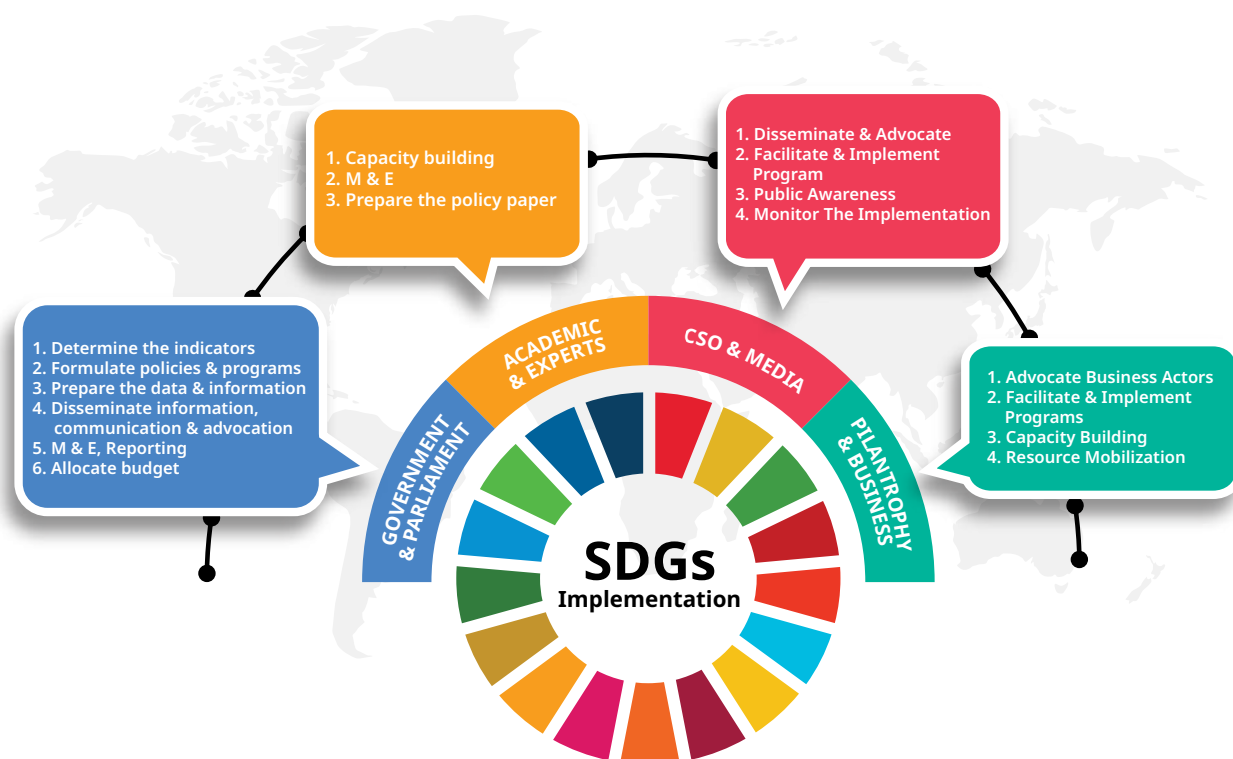 1. Disseminate & Advocate
2. Facilitate & Implement
Program
3. Public Awareness
4. Monitor The Implementation
1. Capacity building
2. M & E
3. Prepare the policy paper
1. Determine the indicators
2. Formulate policies & programs
3. Prepare the data & information
4. Disseminate information,
communication & advocation
5. M & E, Reporting
6. Allocate budget
1. Advocate Business Actors
2. Facilitate & Implement
Programs
3. Capacity Building
4. Resource Mobilization
GOVERNMENT
& PARLIAMENT
ACADEMIC
& EXPERTS
CSO & MEDIA
PILANTROPHY
& BUSINESS
SDGs
Implementation